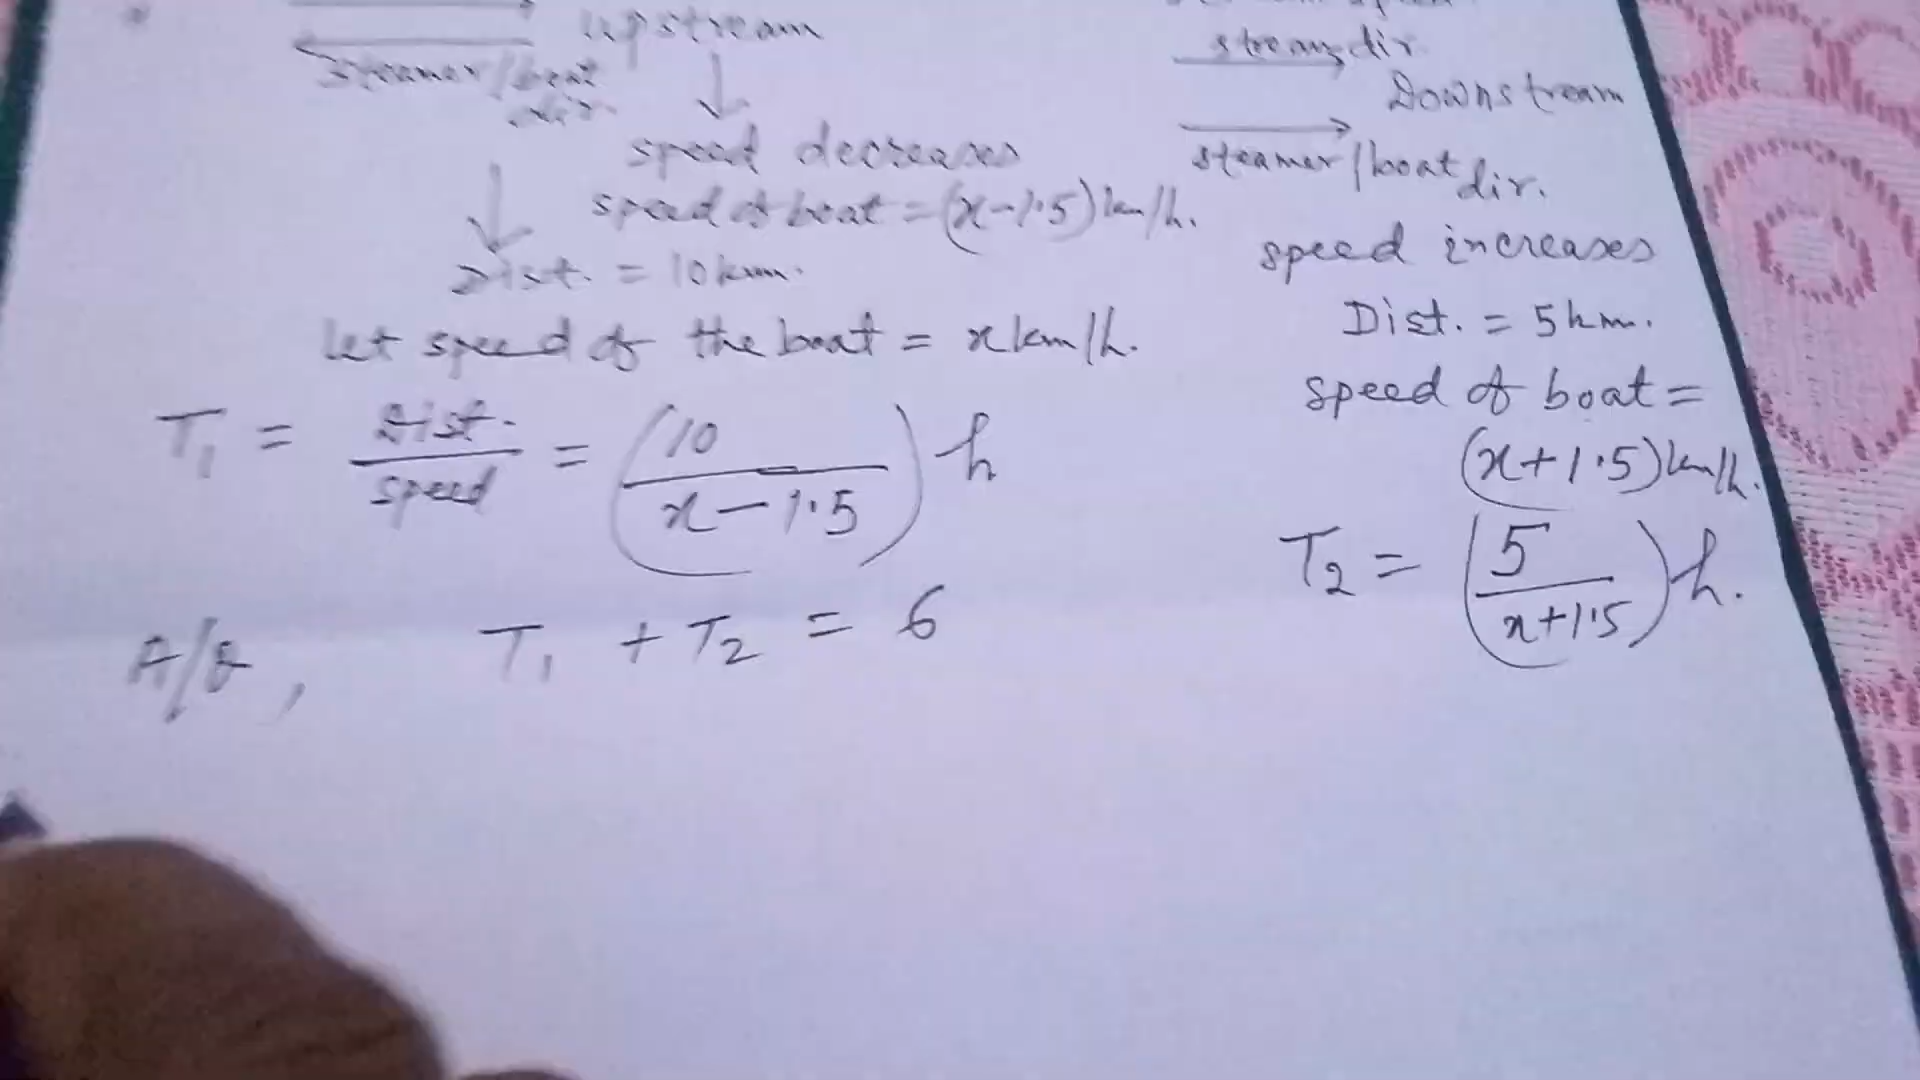 upstream
steamer/boat
dir.
speed decreases
speed of boat = (x-1.5) km/h.
Dist. = 10 km.
let speed of the boat = x km/h.
T1 = Dist./speed = (10/(x-1.5)) h
A/Q, T1 + T2 = 6
stream dir.
Downstream
steamer/boat dir.
speed increases
Dist. = 5 km.
speed of boat =
(x+1.5) km/h.
T2 = (5/(x+1.5)) h.